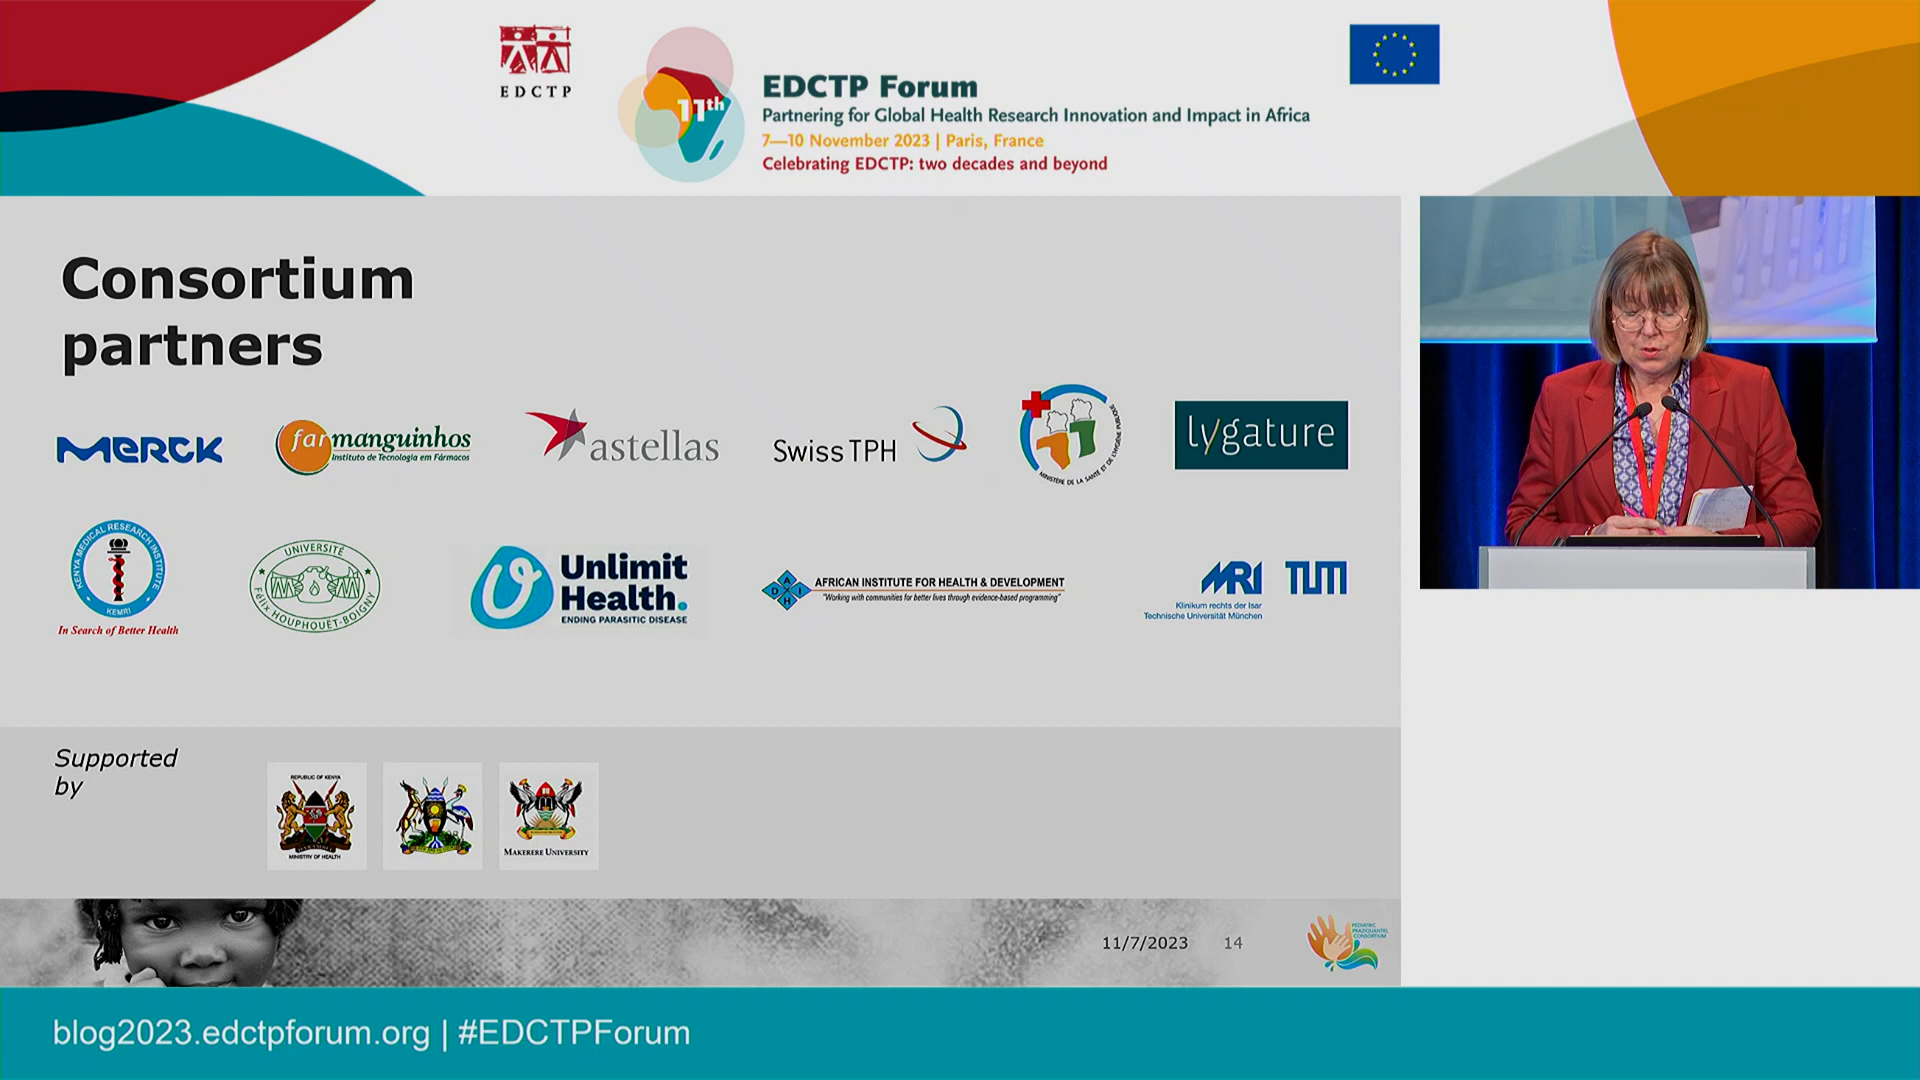 EDCTP
11th
EDCTP Forum
Partnering for Global Health Research Innovation and Impact in Africa
7—10 November 2023 | Paris, France
Celebrating EDCTP: two decades and beyond
Consortium
partners
MERCK
farmanguinhos
Instituto de Tecnologia em Fármacos
astellas
Swiss TPH
MINISTÈRE DE LA SANTÉ ET DE L'HYGIÈNE PUBLIQUE
lygature
KENYA MEDICAL RESEARCH INSTITUTE
KEMRI
In Search of Better Health
UNIVERSITÉ
Félix HOUPHOUËT-BOIGNY
Unlimit
Health.
ENDING PARASITIC DISEASE
AIHD
AFRICAN INSTITUTE FOR HEALTH & DEVELOPMENT
"Working with communities for better lives through evidence-based programming"
MRI TUM
Klinikum rechts der Isar
Technische Universität München
Supported
by
REPUBLIC OF KENYA
MINISTRY OF HEALTH
MAKERERE UNIVERSITY
11/7/2023 14
PEDIATRIC
PRAZIQUANTEL
CONSORTIUM
blog2023.edctpforum.org | #EDCTPForum